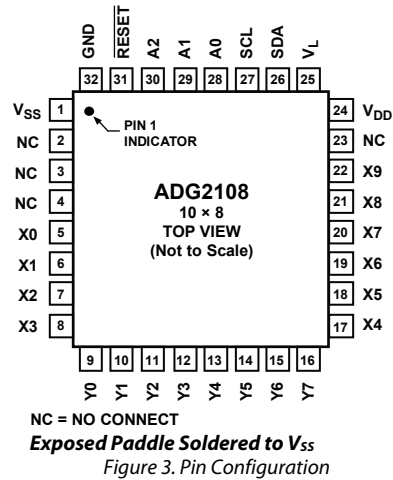 GND RESET A2 A1 A0 SCL SDA VL
32 31 30 29 28 27 26 25
VSS 1 24 VDD
PIN 1
INDICATOR
NC 2 23 NC
NC 3 22 X9
NC 4 21 X8
X0 5 20 X7
X1 6 19 X6
X2 7 18 X5
X3 8 17 X4
ADG2108
10 × 8
TOP VIEW
(Not to Scale)
9 10 11 12 13 14 15 16
Y0 Y1 Y2 Y3 Y4 Y5 Y6 Y7
NC = NO CONNECT
Exposed Paddle Soldered to Vss
Figure 3. Pin Configuration